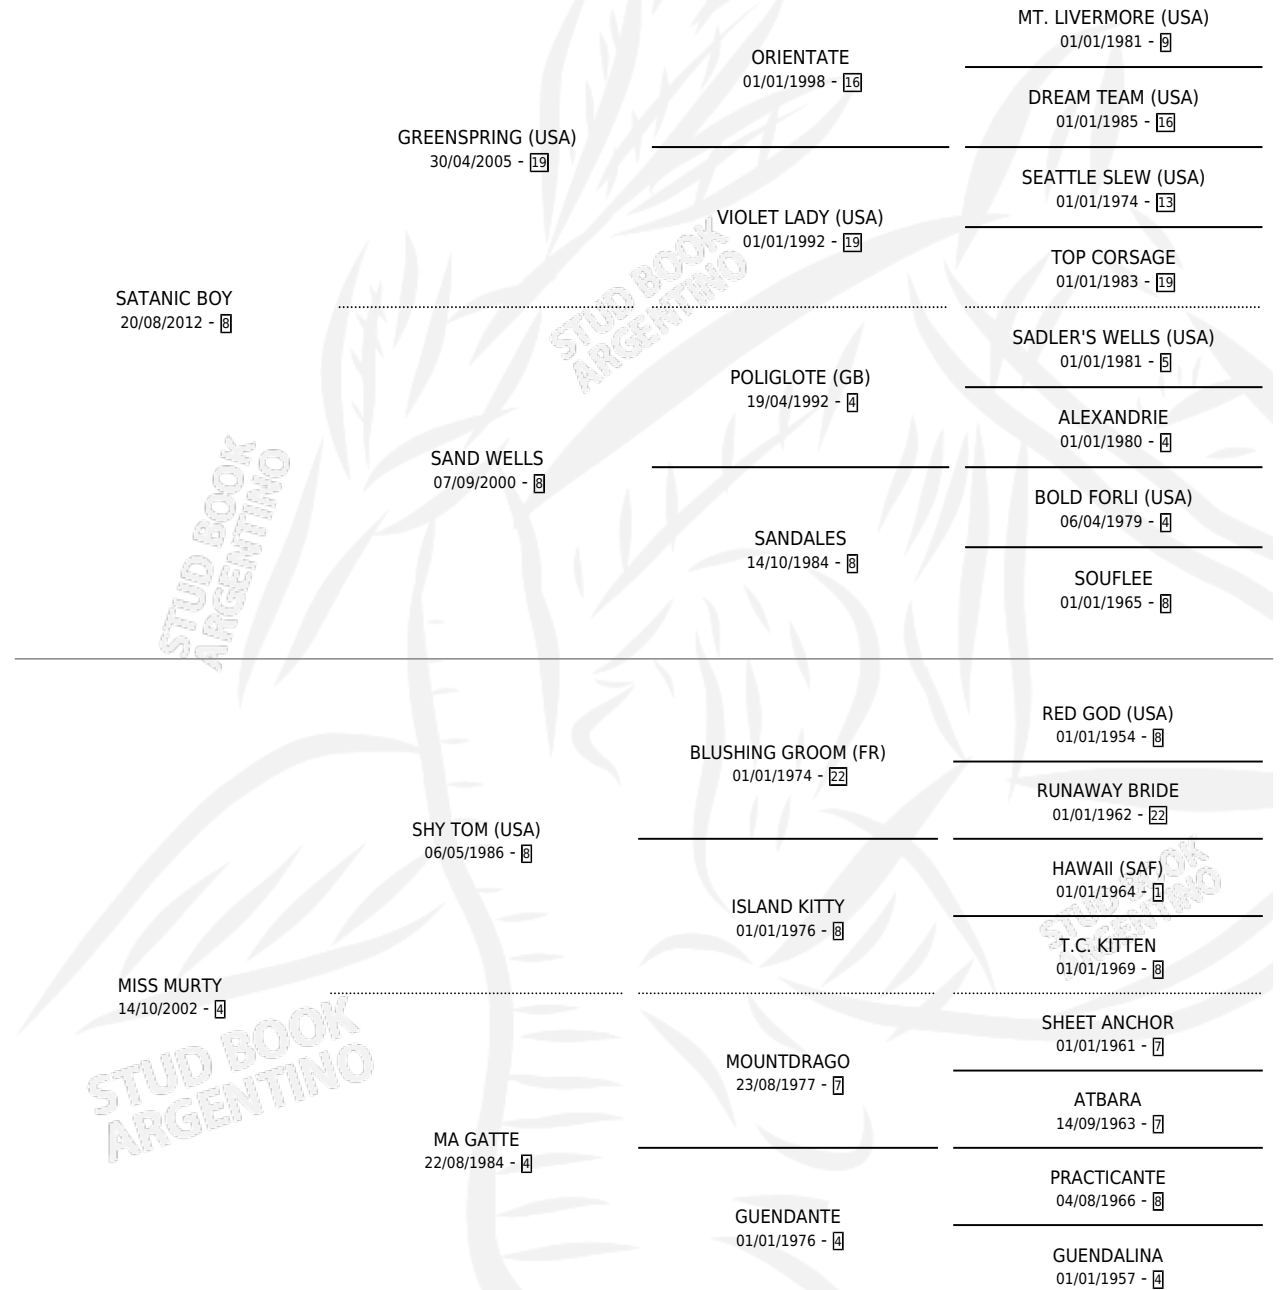 MT. LIVERMORE (USA)
01/01/1981 - 9
ORIENTATE
01/01/1998 - 16
DREAM TEAM (USA)
01/01/1985 - 16
GREENSPRING (USA)
30/04/2005 - 19
SEATTLE SLEW (USA)
01/01/1974 - 13
VIOLET LADY (USA)
01/01/1992 - 19
TOP CORSAGE
01/01/1983 - 19
SATANIC BOY
20/08/2012 - 8
STUD BOOK
ARGENTINO
SADLER'S WELLS (USA)
01/01/1981 - 5
POLIGLOTE (GB)
19/04/1992 - 4
ALEXANDRIE
01/01/1980 - 4
SAND WELLS
07/09/2000 - 8
BOLD FORLI (USA)
06/04/1979 - 4
SANDALES
14/10/1984 - 8
SOUFLEE
01/01/1965 - 8
STUD BOOK
ARGENTINO
RED GOD (USA)
01/01/1954 - 8
BLUSHING GROOM (FR)
01/01/1974 - 22
RUNAWAY BRIDE
01/01/1962 - 22
SHY TOM (USA)
06/05/1986 - 8
HAWAII (SAF)
01/01/1964 - 1
STUD BOOK
ARGENTINO
ISLAND KITTY
01/01/1976 - 8
T.C. KITTEN
01/01/1969 - 8
MISS MURTY
14/10/2002 - 4
STUD BOOK
ARGENTINO
SHEET ANCHOR
01/01/1961 - 7
MOUNTDRAGO
23/08/1977 - 7
ATBARA
14/09/1963 - 7
MA GATTE
22/08/1984 - 4
PRACTICANTE
04/08/1966 - 8
GUENDANTE
01/01/1976 - 4
GUENDALINA
01/01/1957 - 4